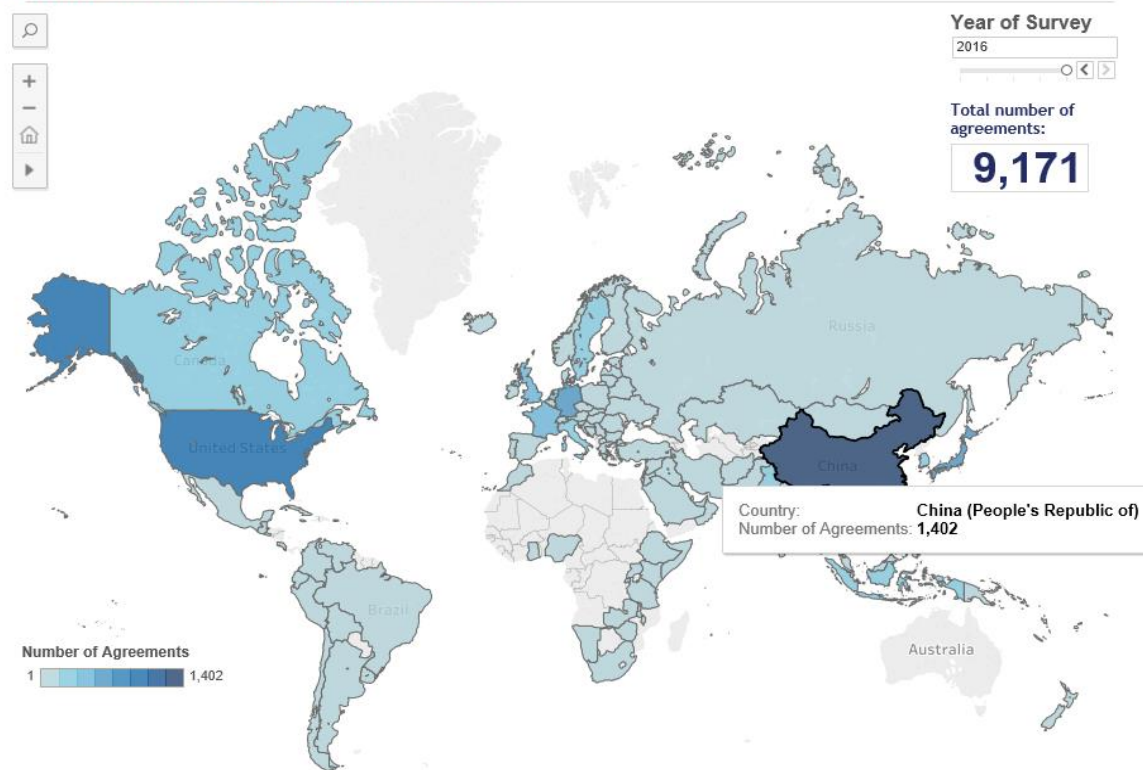 Year of Survey
2016
Total number of
agreements:
9,171
Canada
United States
Russia
China
Country: China (People's Republic of)
Number of Agreements: 1,402
Brazil
Australia
Number of Agreements
1 1,402